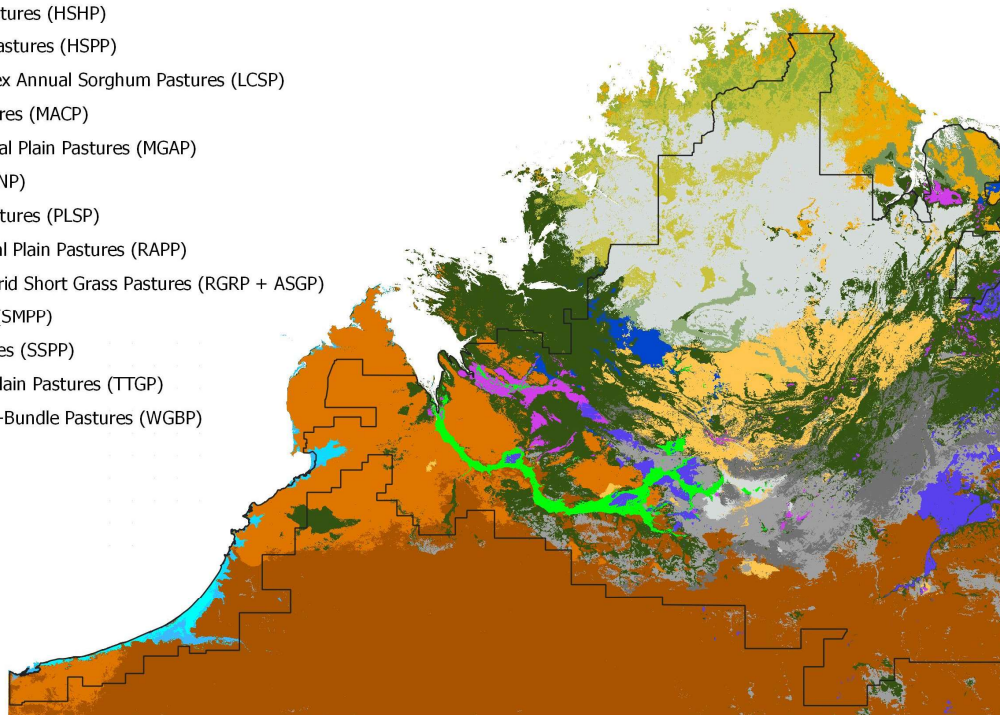 tures (HSHP)
astures (HSPP)
ex Annual Sorghum Pastures (LCSP)
res (MACP)
al Plain Pastures (MGAP)
NP)
tures (PLSP)
al Plain Pastures (RAPP)
rid Short Grass Pastures (RGRP + ASGP)
(SMPP)
es (SSPP)
lain Pastures (TTGP)
-Bundle Pastures (WGBP)